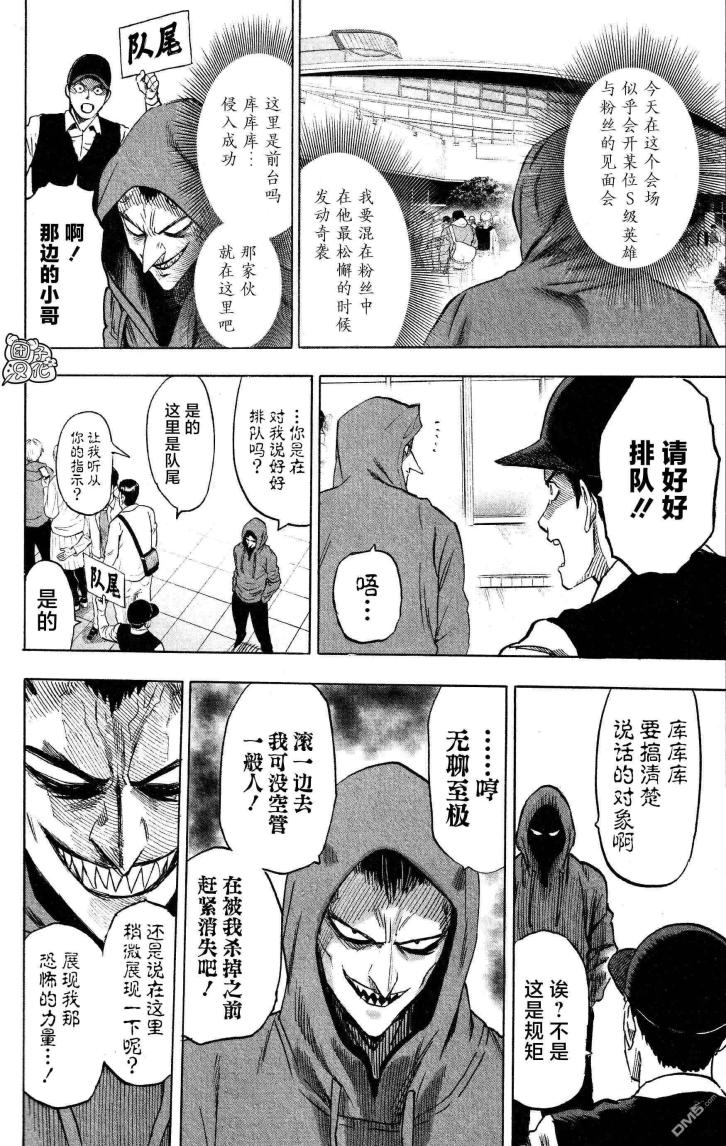 今天在这个会场
似乎会开某位S级英雄
与粉丝的见面会
我要混在粉丝中
在他最松懈的时候
发动奇袭
队尾
这里是前台吗
库库库…
侵入成功
那家伙
就在这里吧
啊！
那边的小哥
请好好
排队!!
唔…
…你是在
对我说好好
排队吗？
是的
这里是队尾
让我听从
你的指示？
队尾
是的
库库库
要搞清楚
说话的对象啊
诶？不是
这是规矩
……哼
无聊至极
滚一边去
我可没空管
一般人！
在被我杀掉之前
赶紧消失吧！
还是说在这里
稍微展现一下呢？
展现我那
恐怖的力量…！
DM5.com